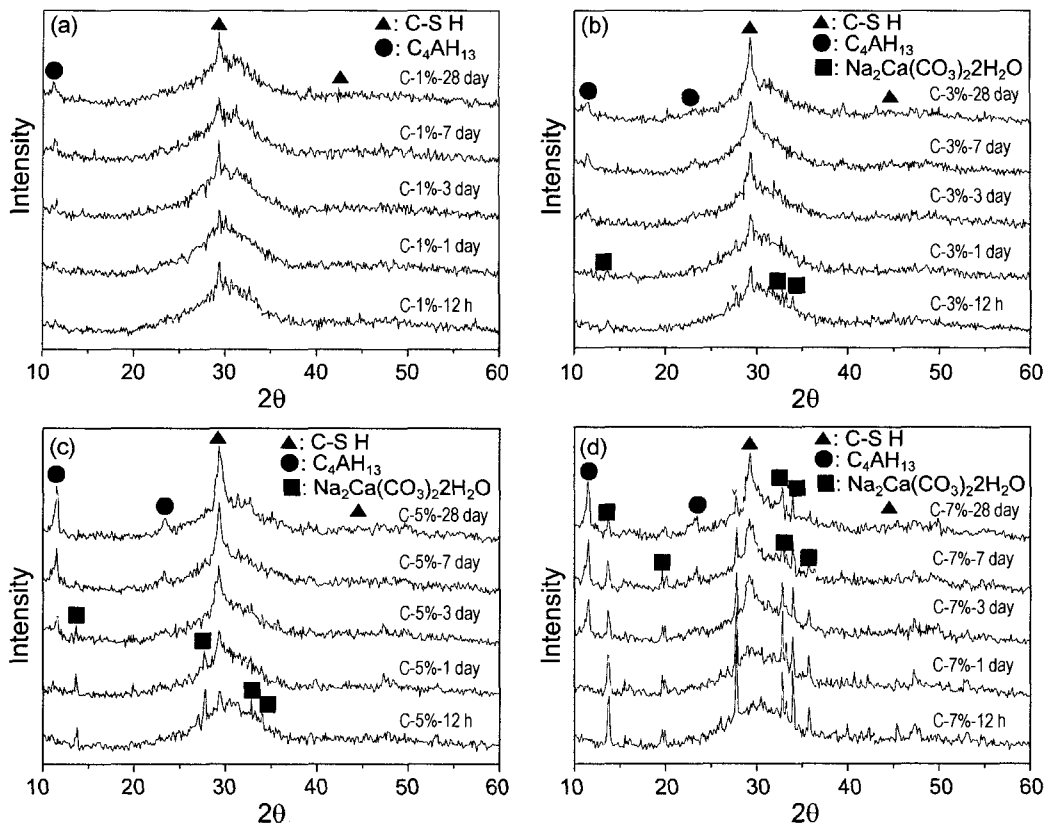 (a)
▲: C-S H
●: C₄AH₁₃
C-1%-28 day
C-1%-7 day
C-1%-3 day
C-1%-1 day
C-1%-12 h
Intensity
10 20 30 40 50 60
2θ
(b)
▲: C-S H
●: C₄AH₁₃
■: Na₂Ca(CO₃)₂2H₂O
C-3%-28 day
C-3%-7 day
C-3%-3 day
C-3%-1 day
C-3%-12 h
Intensity
10 20 30 40 50 60
2θ
(c)
▲: C-S H
●: C₄AH₁₃
■: Na₂Ca(CO₃)₂2H₂O
C-5%-28 day
C-5%-7 day
C-5%-3 day
C-5%-1 day
C-5%-12 h
Intensity
10 20 30 40 50 60
2θ
(d)
▲: C-S H
●: C₄AH₁₃
■: Na₂Ca(CO₃)₂2H₂O
C-7%-28 day
C-7%-7 day
C-7%-3 day
C-7%-1 day
C-7%-12 h
Intensity
10 20 30 40 50 60
2θ